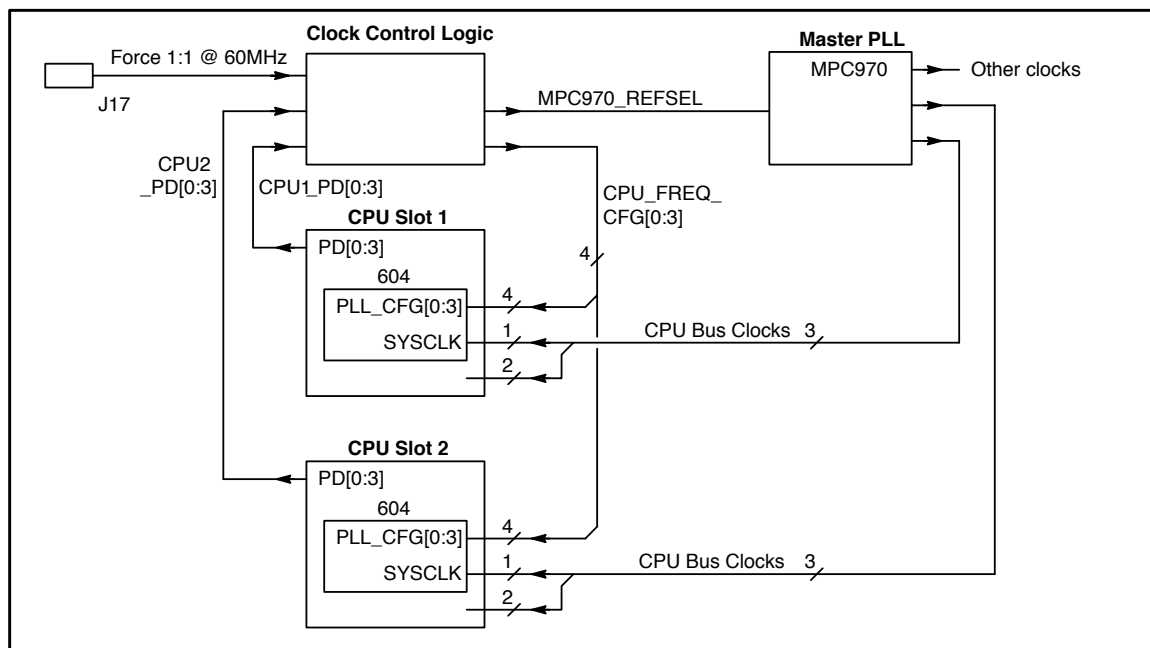 Clock Control Logic
Master PLL
Force 1:1 @ 60MHz
MPC970
Other clocks
J17
MPC970_REFSEL
CPU2
_PD[0:3]
CPU1_PD[0:3]
CPU_FREQ_
CFG[0:3]
CPU Slot 1
PD[0:3]
4
604
PLL_CFG[0:3]
4
SYSCLK
1
CPU Bus Clocks 3
2
CPU Slot 2
PD[0:3]
604
PLL_CFG[0:3]
4
SYSCLK
1
CPU Bus Clocks 3
2